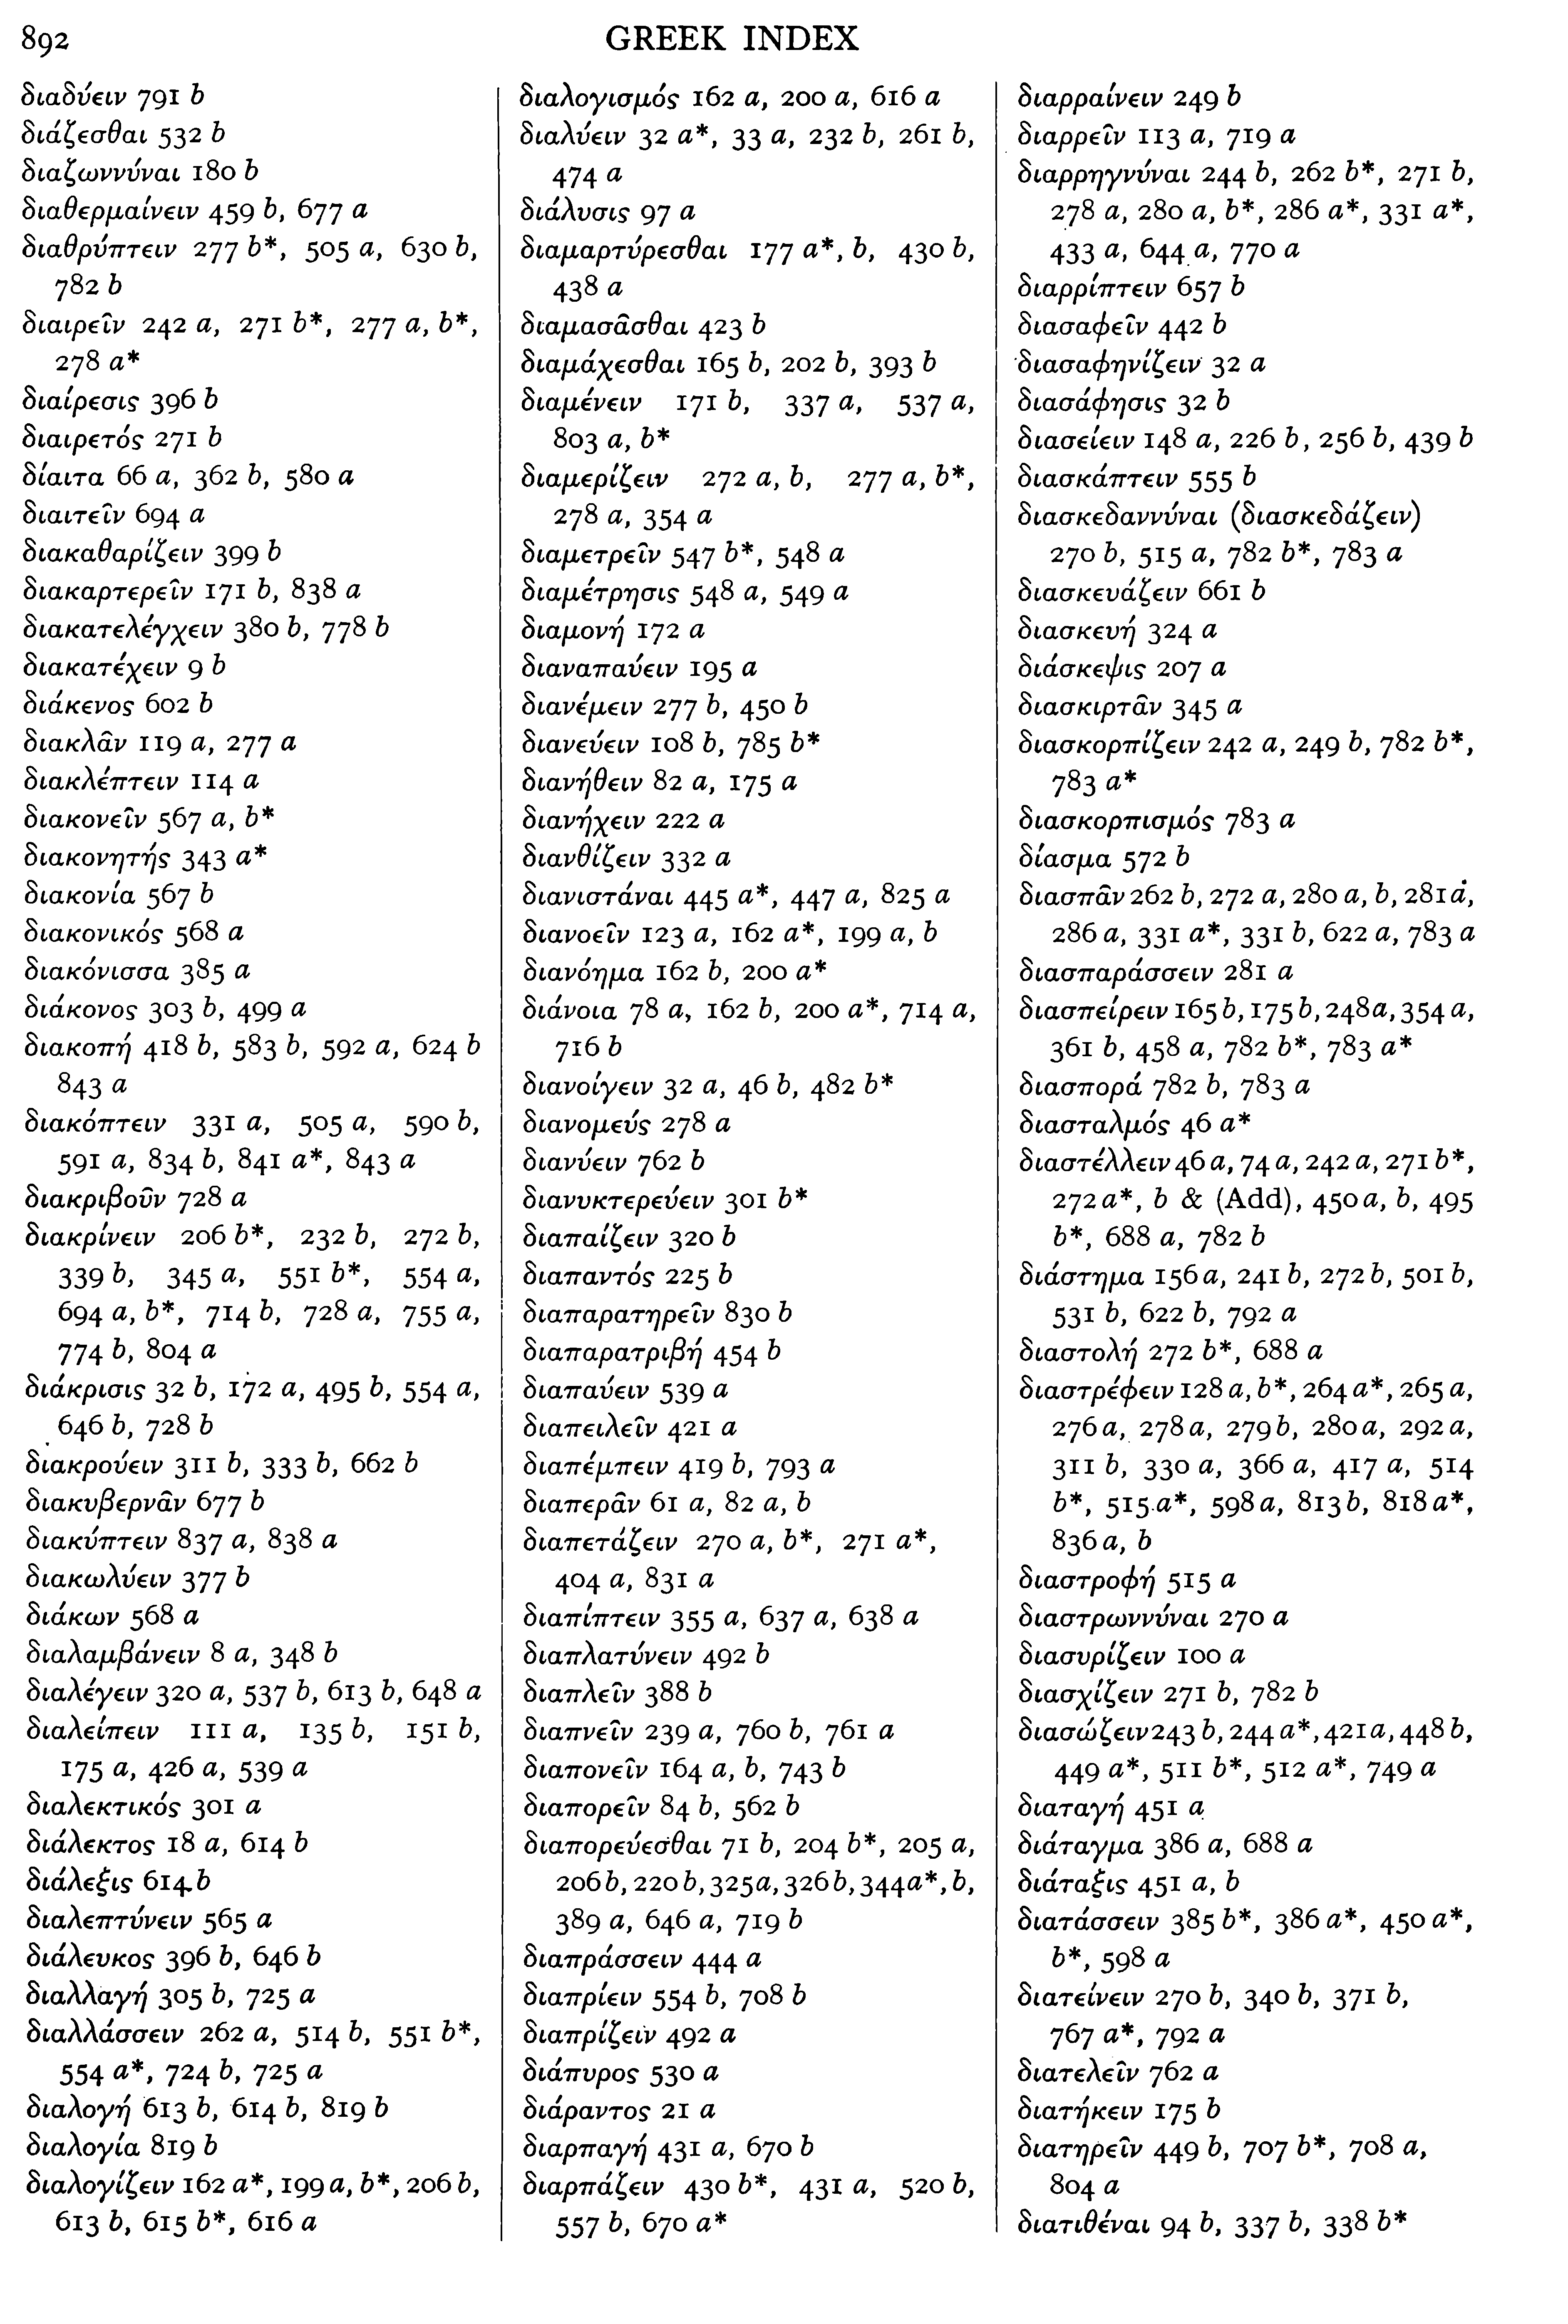 892
GREEK INDEX
διαδύειν 791 b
διάζεσθαι 532 b
διαζωννύναι 180 b
διαθερμαίνειν 459 b, 677 a
διαθρύπτειν 277 b*, 505 a, 630 b,
782 b
διαιρεῖν 242 a, 271 b*, 277 a, b*,
278 a*
διαίρεσις 396 b
διαιρετός 271 b
δίαιτα 66 a, 362 b, 580 a
διαιτεῖν 694 a
διακαθαρίζειν 399 b
διακαρτερεῖν 171 b, 838 a
διακατελέγχειν 380 b, 778 b
διακατέχειν 9 b
διάκενος 602 b
διακλᾶν 119 a, 277 a
διακλέπτειν 114 a
διακονεῖν 567 a, b*
διακονητής 343 a*
διακονία 567 b
διακονικός 568 a
διακόνισσα 385 a
διάκονος 303 b, 499 a
διακοπή 418 b, 583 b, 592 a, 624 b
843 a
διακόπτειν 331 a, 505 a, 590 b,
591 a, 834 b, 841 a*, 843 a
διακριβοῦν 728 a
διακρίνειν 206 b*, 232 b, 272 b,
339 b, 345 a, 551 b*, 554 a,
694 a, b*, 714 b, 728 a, 755 a,
774 b, 804 a
διάκρισις 32 b, 172 a, 495 b, 554 a,
646 b, 728 b
διακρούειν 311 b, 333 b, 662 b
διακυβερνᾶν 677 b
διακύπτειν 837 a, 838 a
διακωλύειν 377 b
διάκων 568 a
διαλαμβάνειν 8 a, 348 b
διαλέγειν 320 a, 537 b, 613 b, 648 a
διαλείπειν 111 a, 135 b, 151 b,
175 a, 426 a, 539 a
διαλεκτικός 301 a
διάλεκτος 18 a, 614 b
διάλεξις 614 b
διαλεπτύνειν 565 a
διάλευκος 396 b, 646 b
διαλλαγή 305 b, 725 a
διαλλάσσειν 262 a, 514 b, 551 b*,
554 a*, 724 b, 725 a
διαλογή 613 b, 614 b, 819 b
διαλογία 819 b
διαλογίζειν 162 a*, 199 a, b*, 206 b,
613 b, 615 b*, 616 a
διαλογισμός 162 a, 200 a, 616 a
διαλύειν 32 a*, 33 a, 232 b, 261 b,
474 a
διάλυσις 97 a
διαμαρτύρεσθαι 177 a*, b, 430 b,
438 a
διαμασᾶσθαι 423 b
διαμάχεσθαι 165 b, 202 b, 393 b
διαμένειν 171 b, 337 a, 537 a,
803 a, b*
διαμερίζειν 272 a, b, 277 a, b*,
278 a, 354 a
διαμετρεῖν 547 b*, 548 a
διαμέτρησις 548 a, 549 a
διαμονή 172 a
διαναπαύειν 195 a
διανέμειν 277 b, 450 b
διανεύειν 108 b, 785 b*
διανήθειν 82 a, 175 a
διανήχειν 222 a
διανθίζειν 332 a
διανιστάναι 445 a*, 447 a, 825 a
διανοεῖν 123 a, 162 a*, 199 a, b
διανόημα 162 b, 200 a*
διάνοια 78 a, 162 b, 200 a*, 714 a,
716 b
διανοίγειν 32 a, 46 b, 482 b*
διανομεύς 278 a
διανύειν 762 b
διανυκτερεύειν 301 b*
διαπαίζειν 320 b
διαπαντός 225 b
διαπαρατηρεῖν 830 b
διαπαρατριβή 454 b
διαπαύειν 539 a
διαπειλεῖν 421 a
διαπέμπειν 419 b, 793 a
διαπερᾶν 61 a, 82 a, b
διαπετάζειν 270 a, b*, 271 a*,
404 a, 831 a
διαπίπτειν 355 a, 637 a, 638 a
διαπλατύνειν 492 b
διαπλεῖν 388 b
διαπνεῖν 239 a, 760 b, 761 a
διαπονεῖν 164 a, b, 743 b
διαπορεῖν 84 b, 562 b
διαπορεύεσθαι 71 b, 204 b*, 205 a,
206 b, 220 b, 325 a, 326 b, 344 a*, b,
389 a, 646 a, 719 b
διαπράσσειν 444 a
διαπρίειν 554 b, 708 b
διαπρίζειν 492 a
διάπυρος 530 a
διάραντος 21 a
διαρπαγή 431 a, 670 b
διαρπάζειν 430 b*, 431 a, 520 b,
557 b, 670 a*
διαρραίνειν 249 b
διαρρεῖν 113 a, 719 a
διαρρηγνύναι 244 b, 262 b*, 271 b,
278 a, 280 a, b*, 286 a*, 331 a*,
433 a, 644 a, 770 a
διαρρίπτειν 657 b
διασαφεῖν 442 b
διασαφηνίζειν 32 a
διασάφησις 32 b
διασείειν 148 a, 226 b, 256 b, 439 b
διασκάπτειν 555 b
διασκεδαννύναι (διασκεδάζειν)
270 b, 515 a, 782 b*, 783 a
διασκευάζειν 661 b
διασκευή 324 a
διάσκεψις 207 a
διασκιρτᾶν 345 a
διασκορπίζειν 242 a, 249 b, 782 b*,
783 a*
διασκορπισμός 783 a
δίασμα 572 b
διασπᾶν 262 b, 272 a, 280 a, b, 281 a,
286 a, 331 a*, 331 b, 622 a, 783 a
διασπαράσσειν 281 a
διασπείρειν 165 b, 175 b, 248 a, 354 a,
361 b, 458 a, 782 b*, 783 a*
διασπορά 782 b, 783 a
διασταλμός 46 a*
διαστέλλειν 46 a, 74 a, 242 a, 271 b*,
272 a*, b & (Add), 450 a, b, 495
b*, 688 a, 782 b
διάστημα 156 a, 241 b, 272 b, 501 b,
531 b, 622 b, 792 a
διαστολή 272 b*, 688 a
διαστρέφειν 128 a, b*, 264 a*, 265 a,
276 a, 278 a, 279 b, 280 a, 292 a,
311 b, 330 a, 366 a, 417 a, 514
b*, 515 a*, 598 a, 813 b, 818 a*,
836 a, b
διαστροφή 515 a
διαστρωννύναι 270 a
διασυρίζειν 100 a
διασχίζειν 271 b, 782 b
διασώζειν 243 b, 244 a*, 421 a, 448 b,
449 a*, 511 b*, 512 a*, 749 a
διαταγή 451 a
διάταγμα 386 a, 688 a
διάταξις 451 a, b
διατάσσειν 385 b*, 386 a*, 450 a*,
b*, 598 a
διατείνειν 270 b, 340 b, 371 b,
767 a*, 792 a
διατελεῖν 762 a
διατήκειν 175 b
διατηρεῖν 449 b, 707 b*, 708 a,
804 a
διατιθέναι 94 b, 337 b, 338 b*